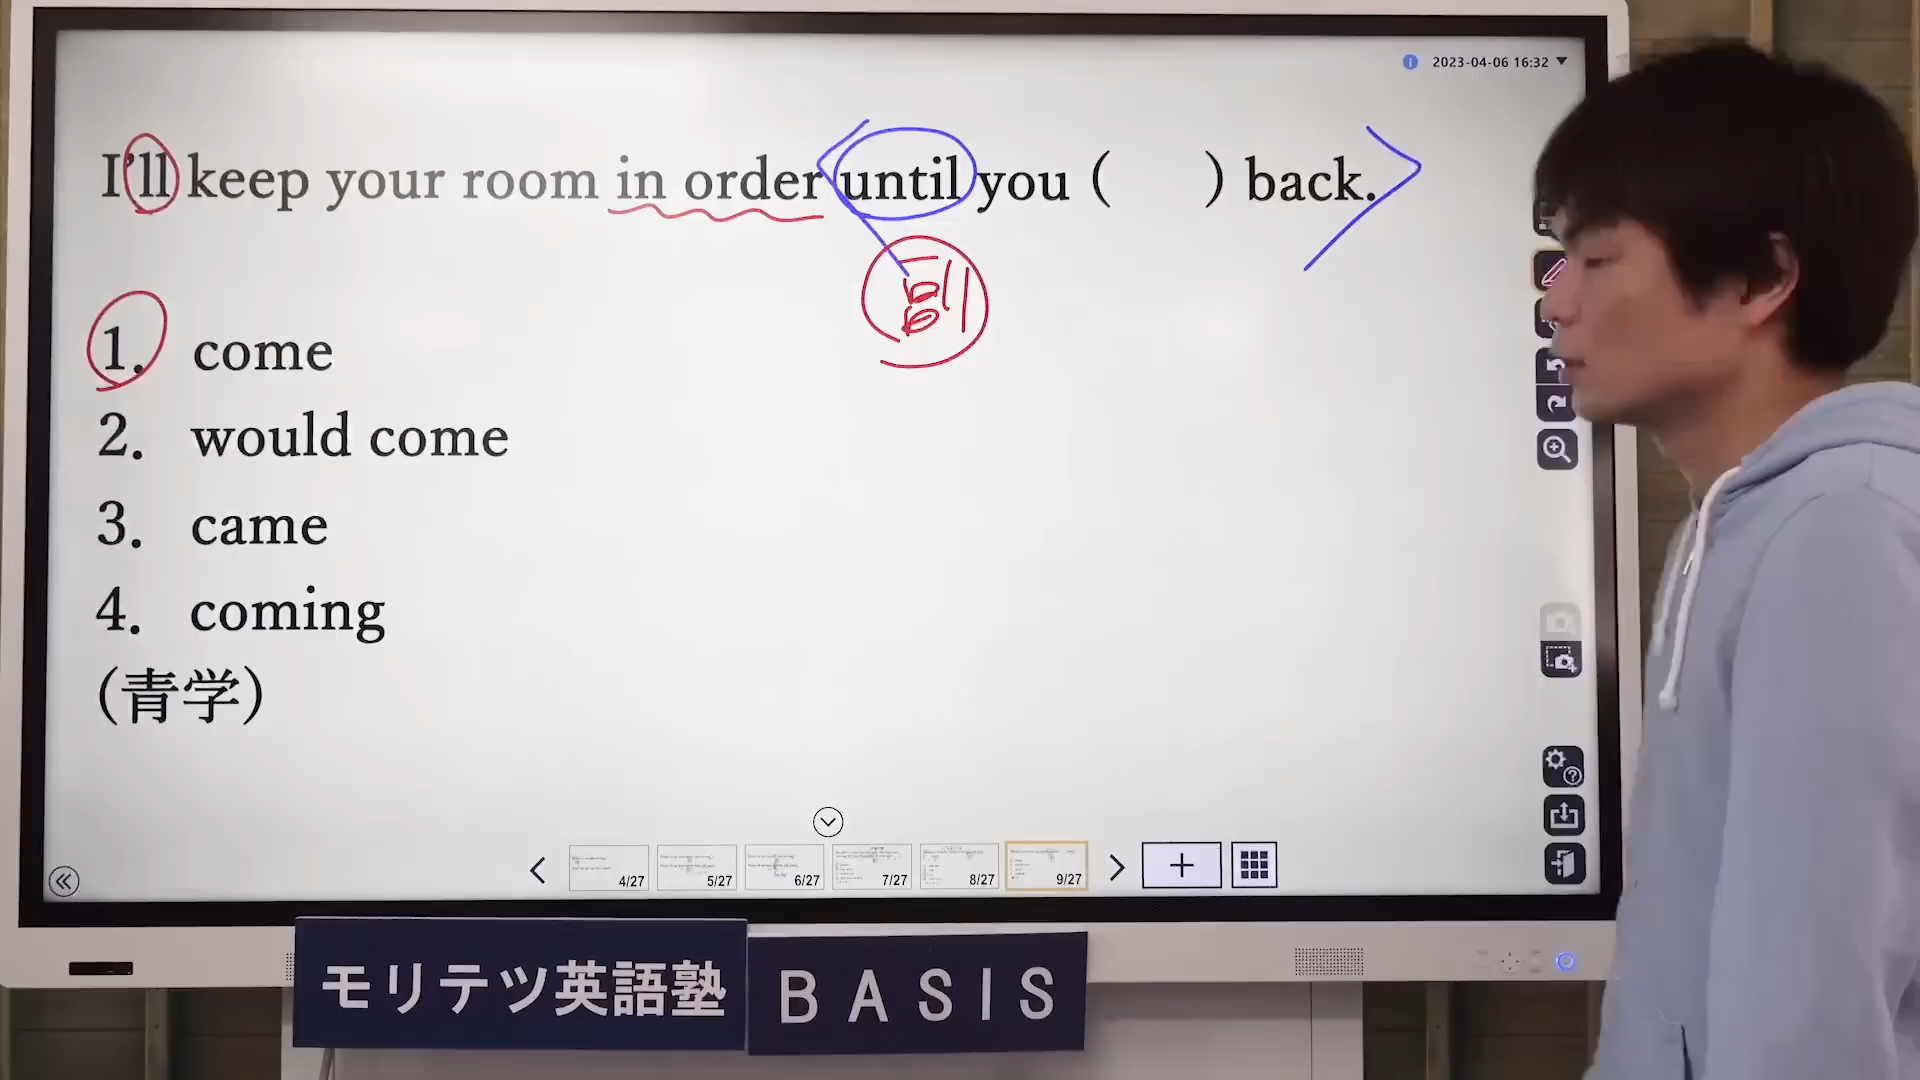 2023-04-06 16:32
I'll keep your room in order until you (　　) back.
副
1. come
2. would come
3. came
4. coming
(青学)
4/27 5/27 6/27 7/27 8/27 9/27
モリテツ英語塾 BASIS